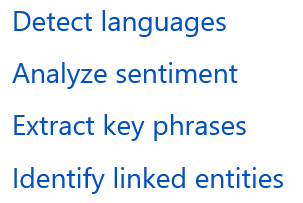 Detect languages
Analyze sentiment
Extract key phrases
Identify linked entities